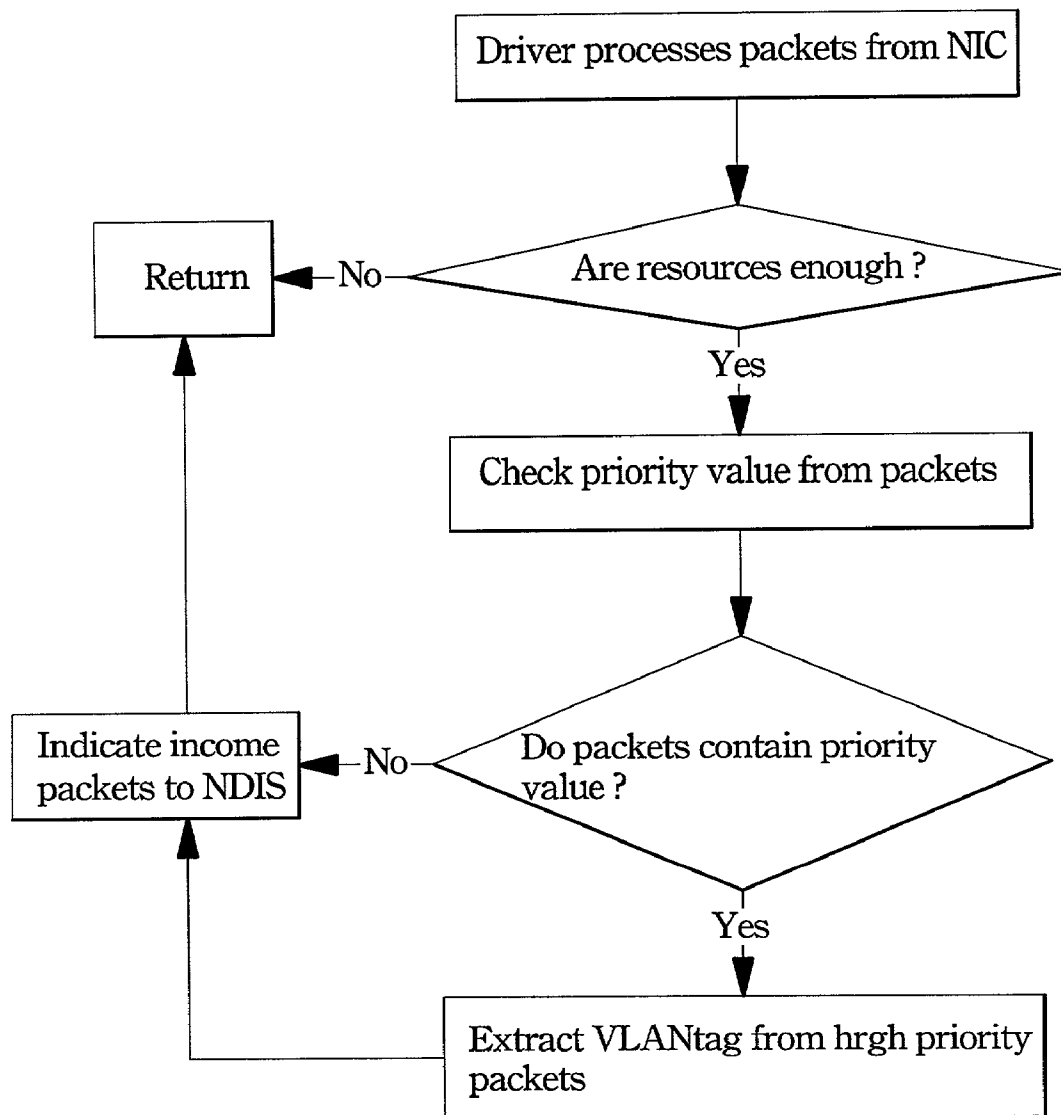 Driver processes packets from NIC
Return
No
Are resources enough ?
Yes
Check priority value from packets
Indicate income
packets to NDIS
No
Do packets contain priority
value ?
Yes
Extract VLANtag from hrgh priority
packets